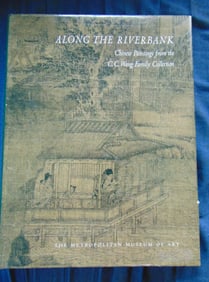 ALONG THE RIVERBANK
Chinese Paintings from the
C. C. Wang Family Collection
THE METROPOLITAN MUSEUM OF ART